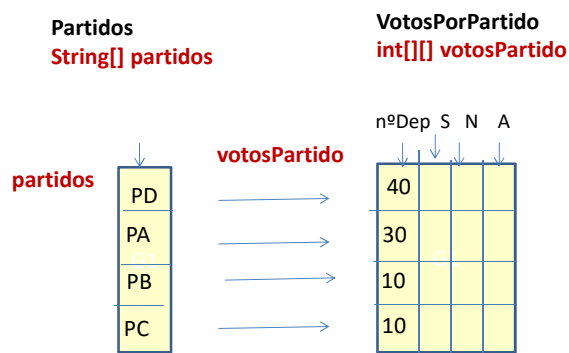 Partidos
String[] partidos
VotosPorPartido
int[][] votosPartido
nºDep S N A
votosPartido
partidos
PD
40
PA
30
PB
10
PC
10